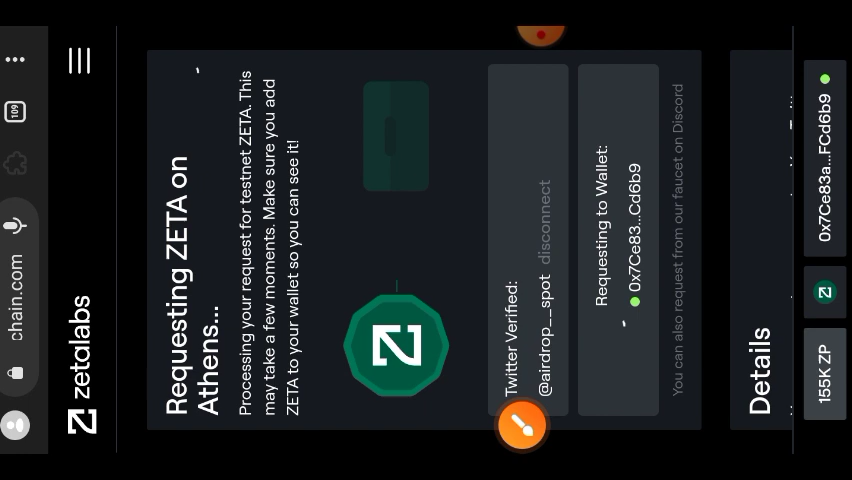 109
chain.com
zetalabs
Requesting ZETA on
Athens...
Processing your request for testnet ZETA. This
may take a few moments. Make sure you add
ZETA to your wallet so you can see it!
Twitter Verified:
@airdrop__spot disconnect
Requesting to Wallet:
0x7Ce83...Cd6b9
You can also request from our faucet on Discord
Details
155K ZP
0x7Ce83a...FCd6b9